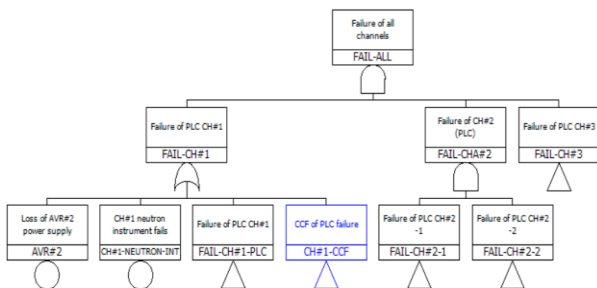 Failure of all
channels
FAIL-ALL
Failure of PLC CH#1
FAIL-CH#1
Failure of CH#2
(PLC)
FAIL-CHA#2
Failure of PLC CH#3
FAIL-CH#3
Loss of AVR#2
power supply
AVR#2
CH#1 neutron
instrument fails
CH#1-NEUTRON-INT
Failure of PLC CH#1
FAIL-CH#1-PLC
CCF of PLC failure
CH#1-CCF
Failure of PLC CH#2
-1
FAIL-CH#2-1
Failure of PLC CH#2
-2
FAIL-CH#2-2